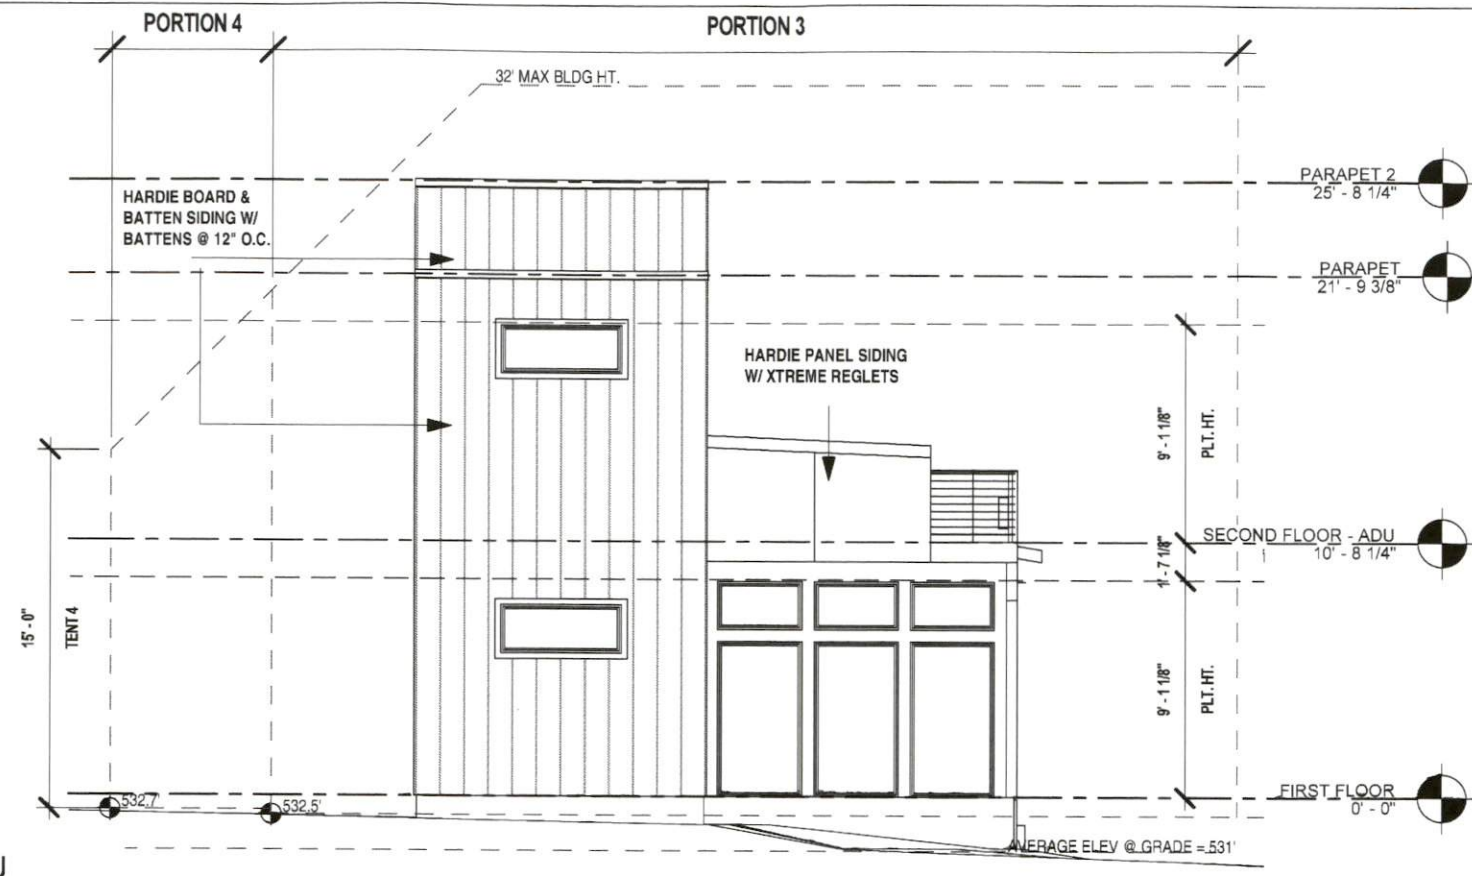 PORTION 4
PORTION 3
32' MAX BLDG HT.
HARDIE BOARD &
BATTEN SIDING W/
BATTENS @ 12" O.C.
PARAPET 2
25' - 8 1/4"
PARAPET
21' - 9 3/8"
HARDIE PANEL SIDING
W/ XTREME REGLETS
9' - 1 1/8"
PLT. HT.
SECOND FLOOR - ADU
10' - 8 1/4"
1' - 7 1/8"
15' - 0"
TENT 4
9' - 1 1/8"
PLT. HT.
FIRST FLOOR
0' - 0"
532.7'
532.5'
AVERAGE ELEV @ GRADE = 531'